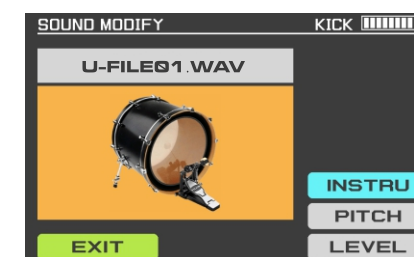 SOUND MODIFY KICK
U-FILE01.WAV
INSTRU
PITCH
EXIT LEVEL